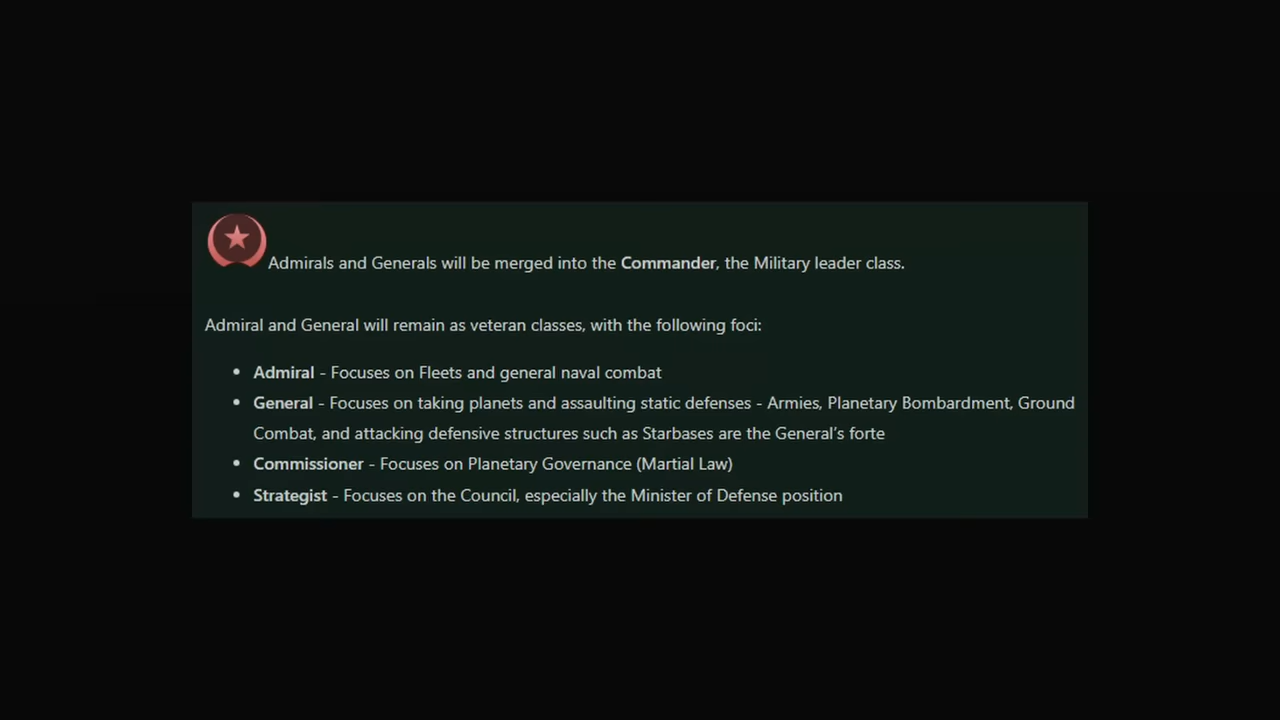 Admirals and Generals will be merged into the Commander, the Military leader class.
Admiral and General will remain as veteran classes, with the following foci:
• Admiral - Focuses on Fleets and general naval combat
• General - Focuses on taking planets and assaulting static defenses - Armies, Planetary Bombardment, Ground
Combat, and attacking defensive structures such as Starbases are the General's forte
• Commissioner - Focuses on Planetary Governance (Martial Law)
• Strategist - Focuses on the Council, especially the Minister of Defense position